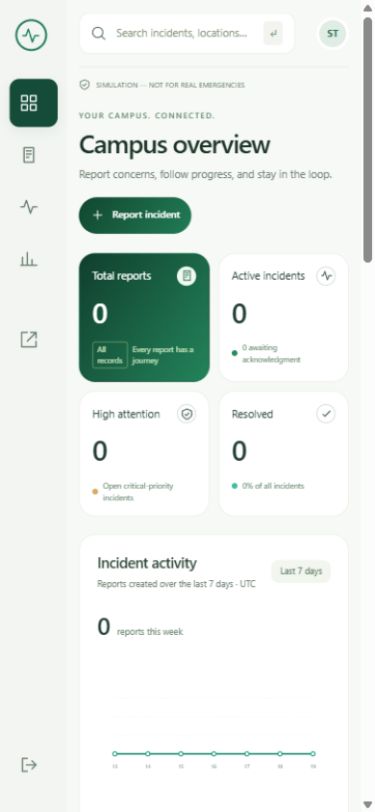 Search incidents, locations...
ST
SIMULATION — NOT FOR REAL EMERGENCIES
YOUR CAMPUS. CONNECTED.
Campus overview
Report concerns, follow progress, and stay in the loop.
+ Report incident
Total reports
0
All records
Every report has a journey
Active incidents
0
0 awaiting acknowledgment
High attention
0
Open critical-priority incidents
Resolved
0
0% of all incidents
Incident activity
Reports created over the last 7 days · UTC
Last 7 days
0 reports this week
13 14 15 16 17 18 19